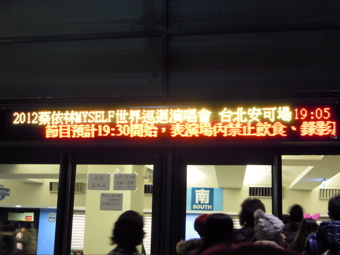 2012蔡依林MYSELF世界巡迴演唱會 台北安可場19:05
節目預計19:30開始，表演場內禁止飲食、錄影
南
SOUTH